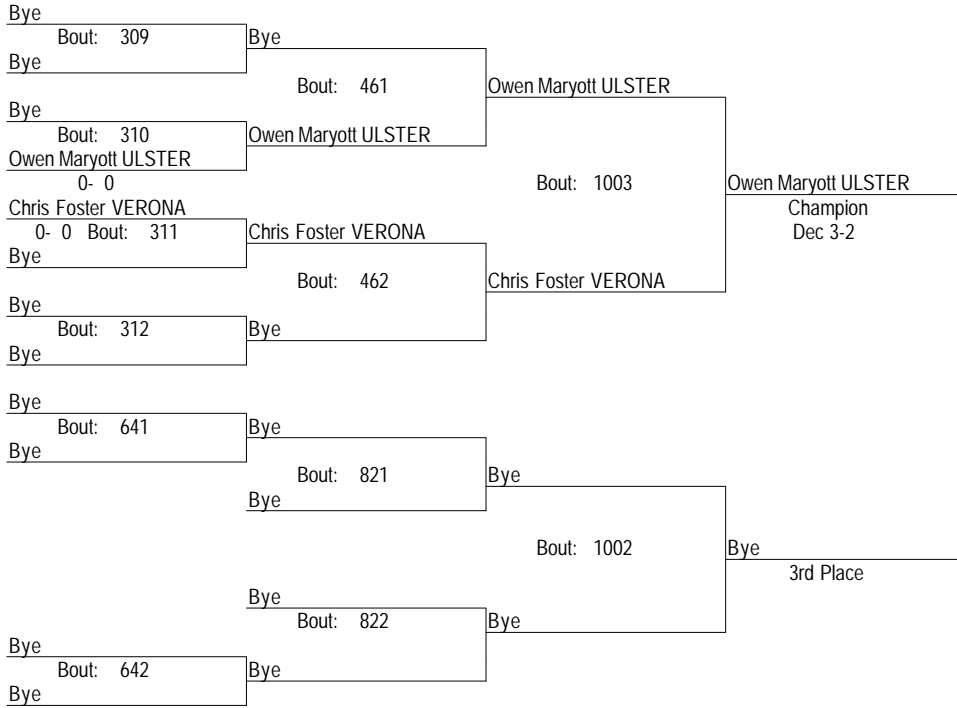 Bye
Bout: 309
Bye
Bye
Bout: 461
Owen Maryott ULSTER
Bye
Bout: 310
Owen Maryott ULSTER
Owen Maryott ULSTER
0- 0
Bout: 1003
Owen Maryott ULSTER
Chris Foster VERONA
Champion
0- 0 Bout: 311
Chris Foster VERONA
Dec 3-2
Bye
Bout: 462
Chris Foster VERONA
Bye
Bout: 312
Bye
Bye
Bye
Bout: 641
Bye
Bye
Bout: 821
Bye
Bye
Bout: 1002
Bye
3rd Place
Bye
Bout: 822
Bye
Bye
Bout: 642
Bye
Bye